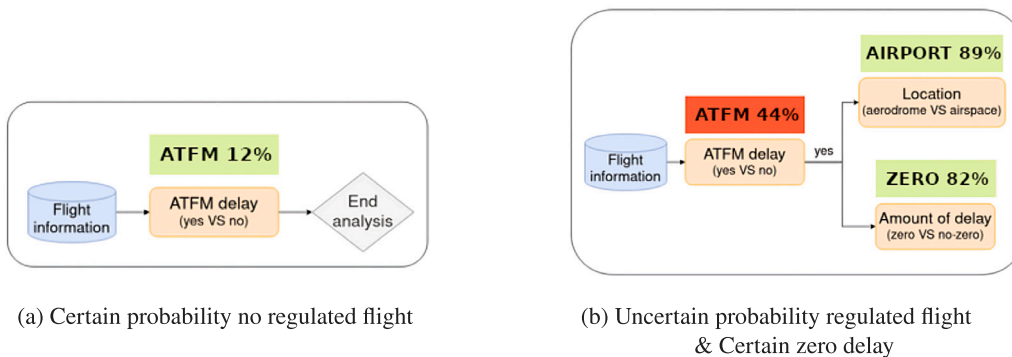 ATFM 12%
Flight
information
ATFM delay
(yes VS no)
End
analysis
(a) Certain probability no regulated flight
AIRPORT 89%
Location
(aerodrome VS airspace)
ATFM 44%
Flight
information
ATFM delay
(yes VS no)
yes
ZERO 82%
Amount of delay
(zero VS no-zero)
(b) Uncertain probability regulated flight
& Certain zero delay